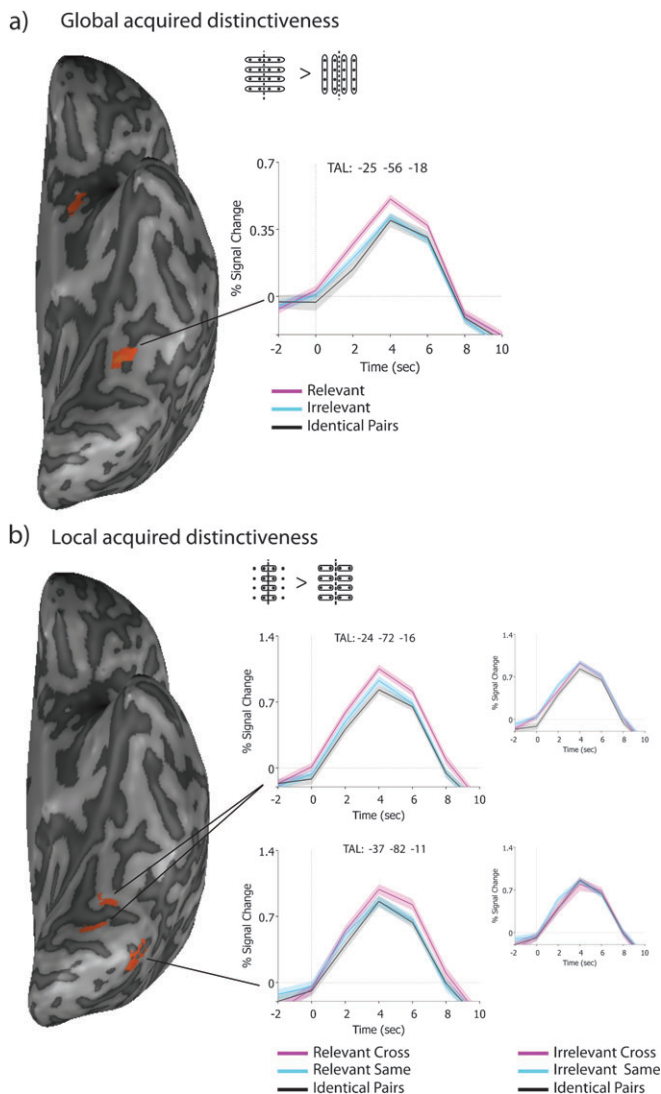 a) Global acquired distinctiveness
>
TAL: -25 -56 -18
% Signal Change
0.7
0.35
0
-2 0 2 4 6 8 10
Time (sec)
Relevant
Irrelevant
Identical Pairs
b) Local acquired distinctiveness
>
TAL: -24 -72 -16
% Signal Change
1.4
0.7
0
-2 0 2 4 6 8 10
Time (sec)
% Signal Change
1.4
0.7
0
-2 0 2 4 6 8 10
TAL: -37 -82 -11
% Signal Change
1.4
0.7
0
-2 0 2 4 6 8 10
Time (sec)
% Signal Change
1.4
0.7
0
-2 0 2 4 6 8 10
Relevant Cross
Relevant Same
Identical Pairs
Irrelevant Cross
Irrelevant Same
Identical Pairs